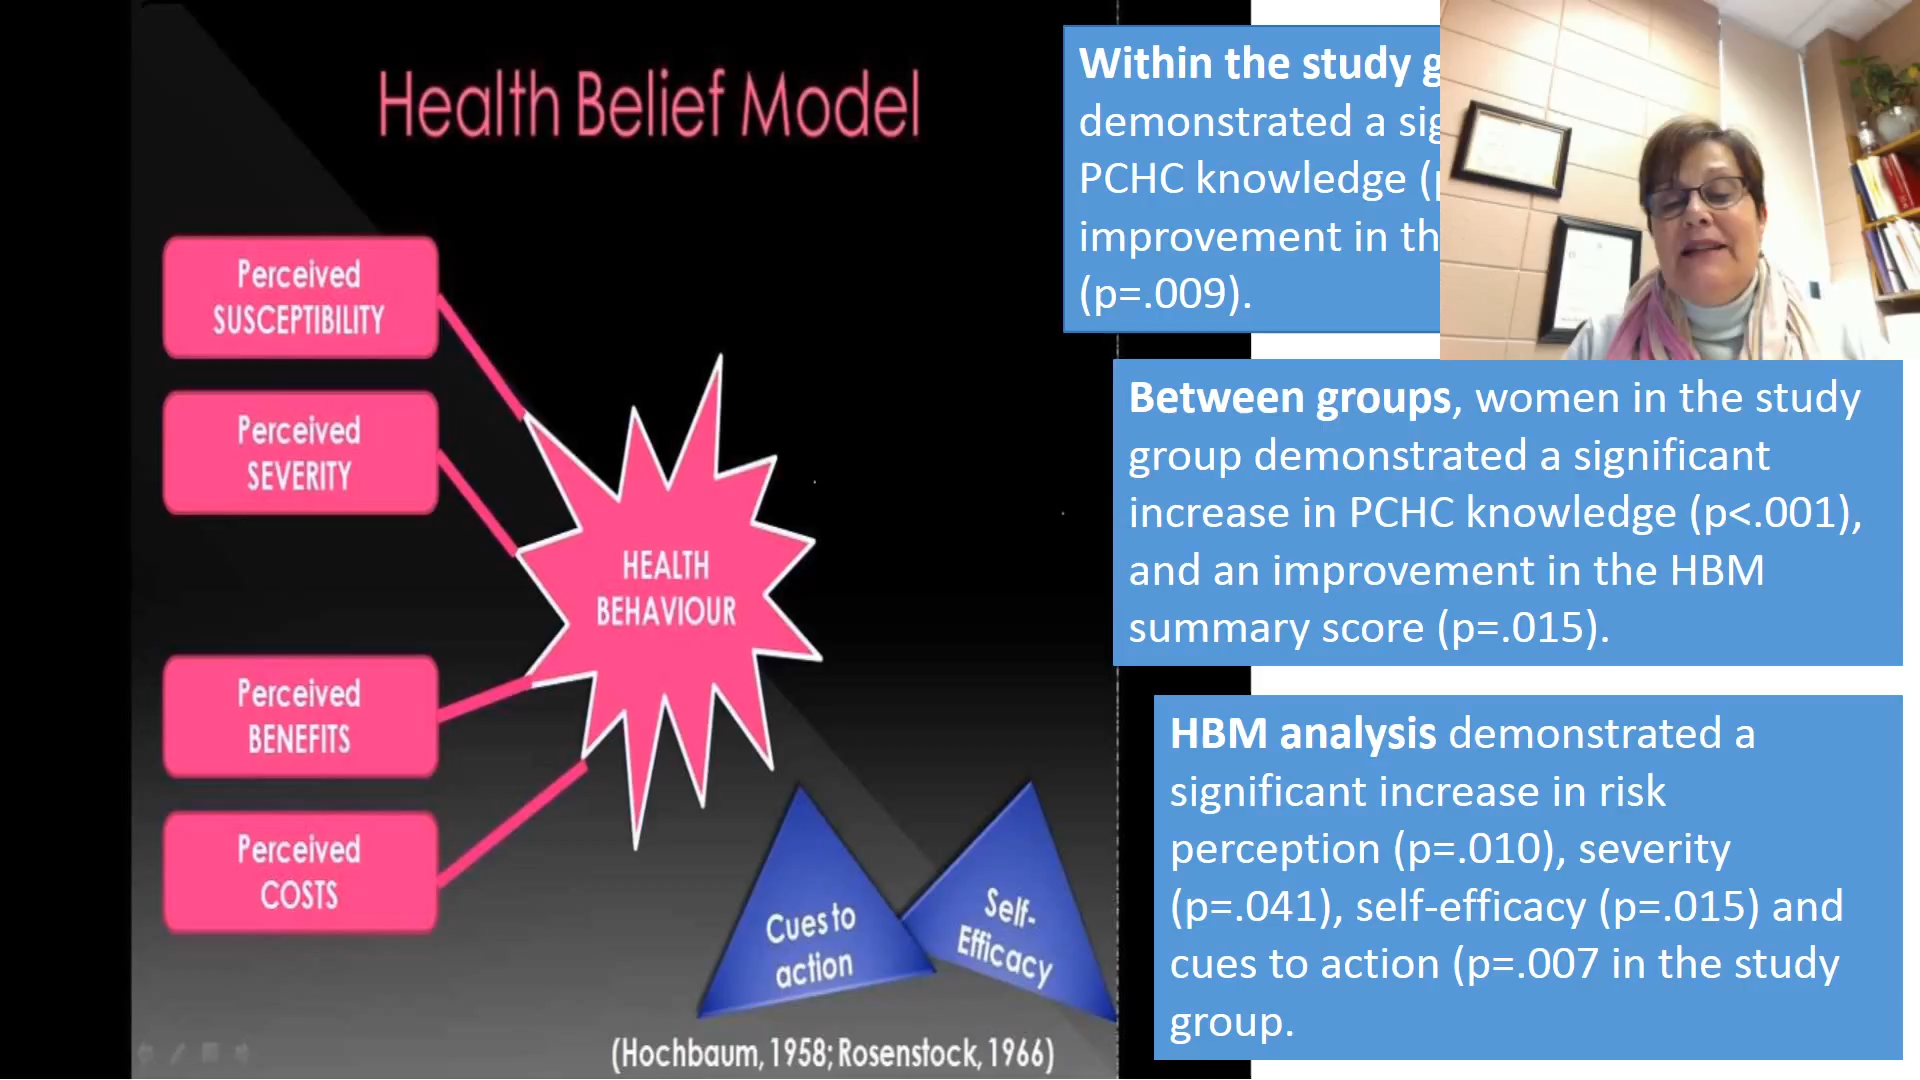 Health Belief Model
Perceived
SUSCEPTIBILITY
Perceived
SEVERITY
Perceived
BENEFITS
Perceived
COSTS
HEALTH
BEHAVIOUR
Cues to
action
Self-
Efficacy
(Hochbaum, 1958; Rosenstock, 1966)
Within the study
demonstrated a
PCHC knowledge
improvement in
(p=.009).
Between groups, women in the study
group demonstrated a significant
increase in PCHC knowledge (p<.001),
and an improvement in the HBM
summary score (p=.015).
HBM analysis demonstrated a
significant increase in risk
perception (p=.010), severity
(p=.041), self-efficacy (p=.015) and
cues to action (p=.007 in the study
group.